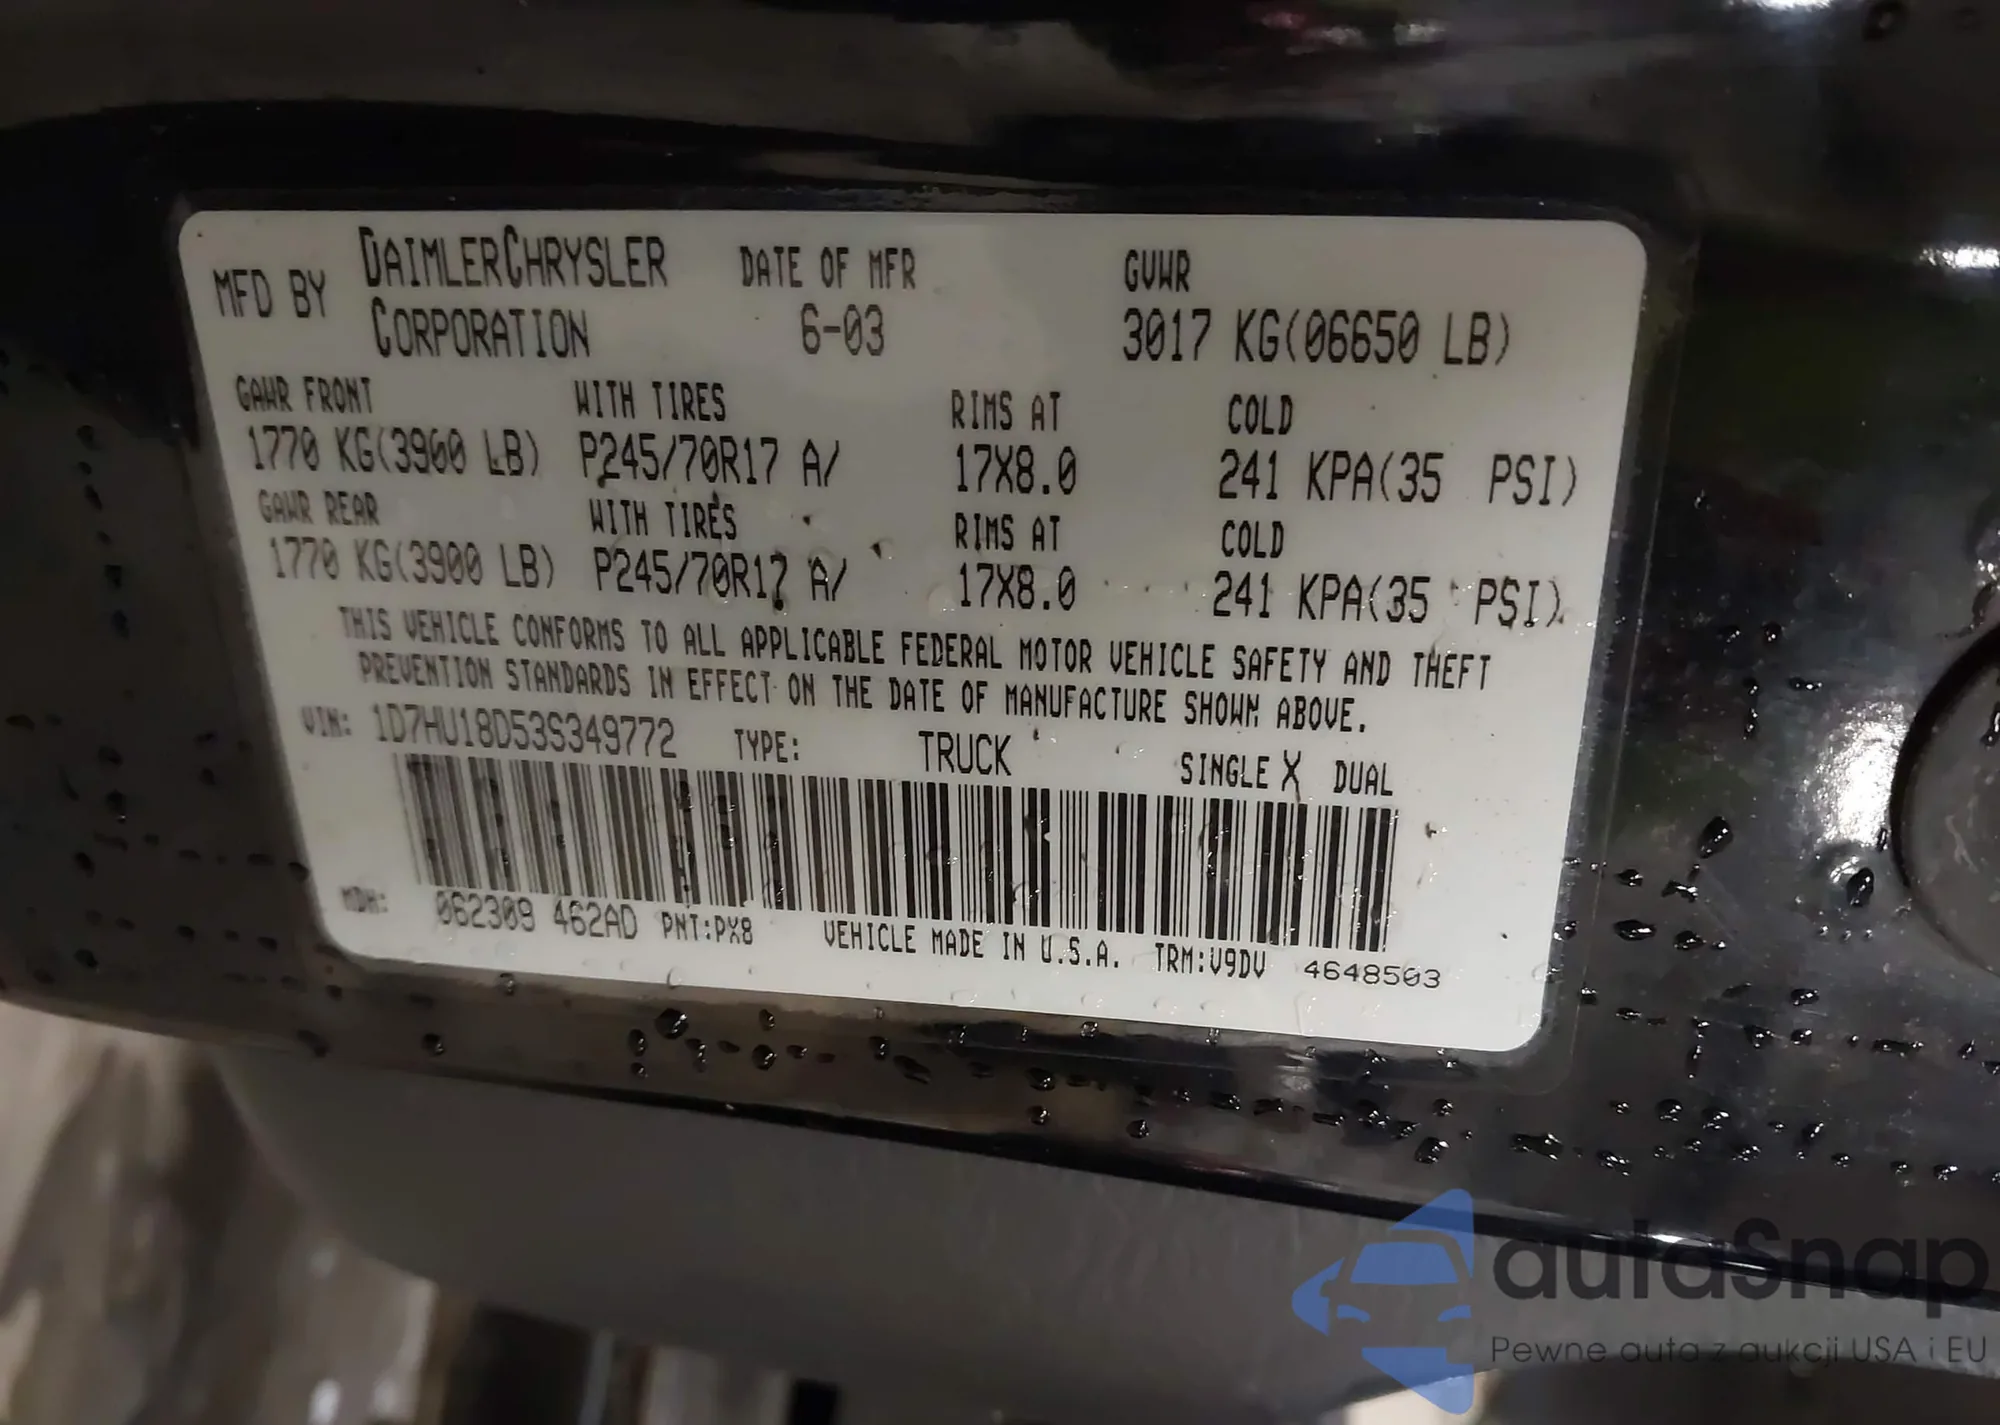 MFD BY DAIMLERCHRYSLER CORPORATION DATE OF MFR 6-03 GVWR 3017 KG(06650 LB)
GAWR FRONT WITH TIRES RIMS AT COLD
1770 KG(3900 LB) P245/70R17 A/ 17X8.0 241 KPA(35 PSI)
GAWR REAR WITH TIRES RIMS AT COLD
1770 KG(3900 LB) P245/70R17 A/ 17X8.0 241 KPA(35 PSI)
THIS VEHICLE CONFORMS TO ALL APPLICABLE FEDERAL MOTOR VEHICLE SAFETY AND THEFT
PREVENTION STANDARDS IN EFFECT ON THE DATE OF MANUFACTURE SHOWN ABOVE.
VIN: 1D7HU18D53S349772 TYPE: TRUCK SINGLE X DUAL
MDH: 062309 462AD PNT:PX8 VEHICLE MADE IN U.S.A. TRM:V9DV 4648503
autaSnap
Pewne auta z aukcji USA i EU